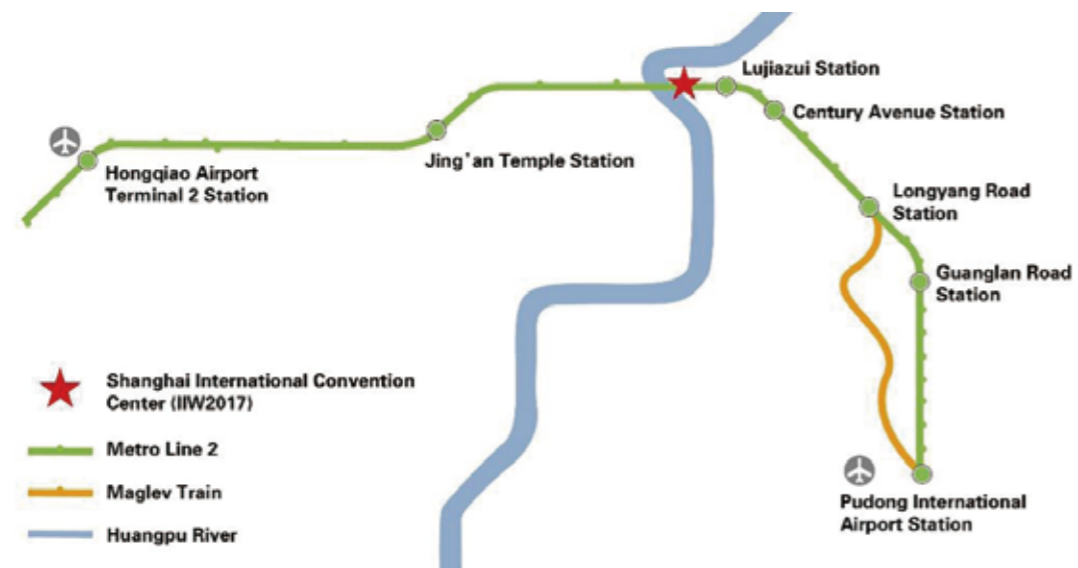 Lujiazui Station
Century Avenue Station
Jing'an Temple Station
Hongqiao Airport
Terminal 2 Station
Longyang Road
Station
Guanglan Road
Station
Shanghai International Convention
Center (IIW2017)
Metro Line 2
Maglev Train
Huangpu River
Pudong International
Airport Station